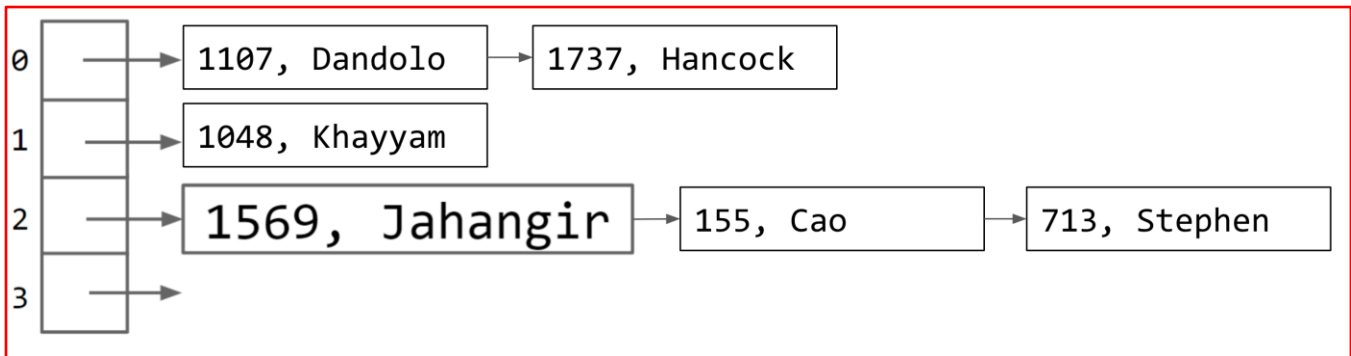 0 1107, Dandolo 1737, Hancock
1 1048, Khayyam
2 1569, Jahangir 155, Cao 713, Stephen
3